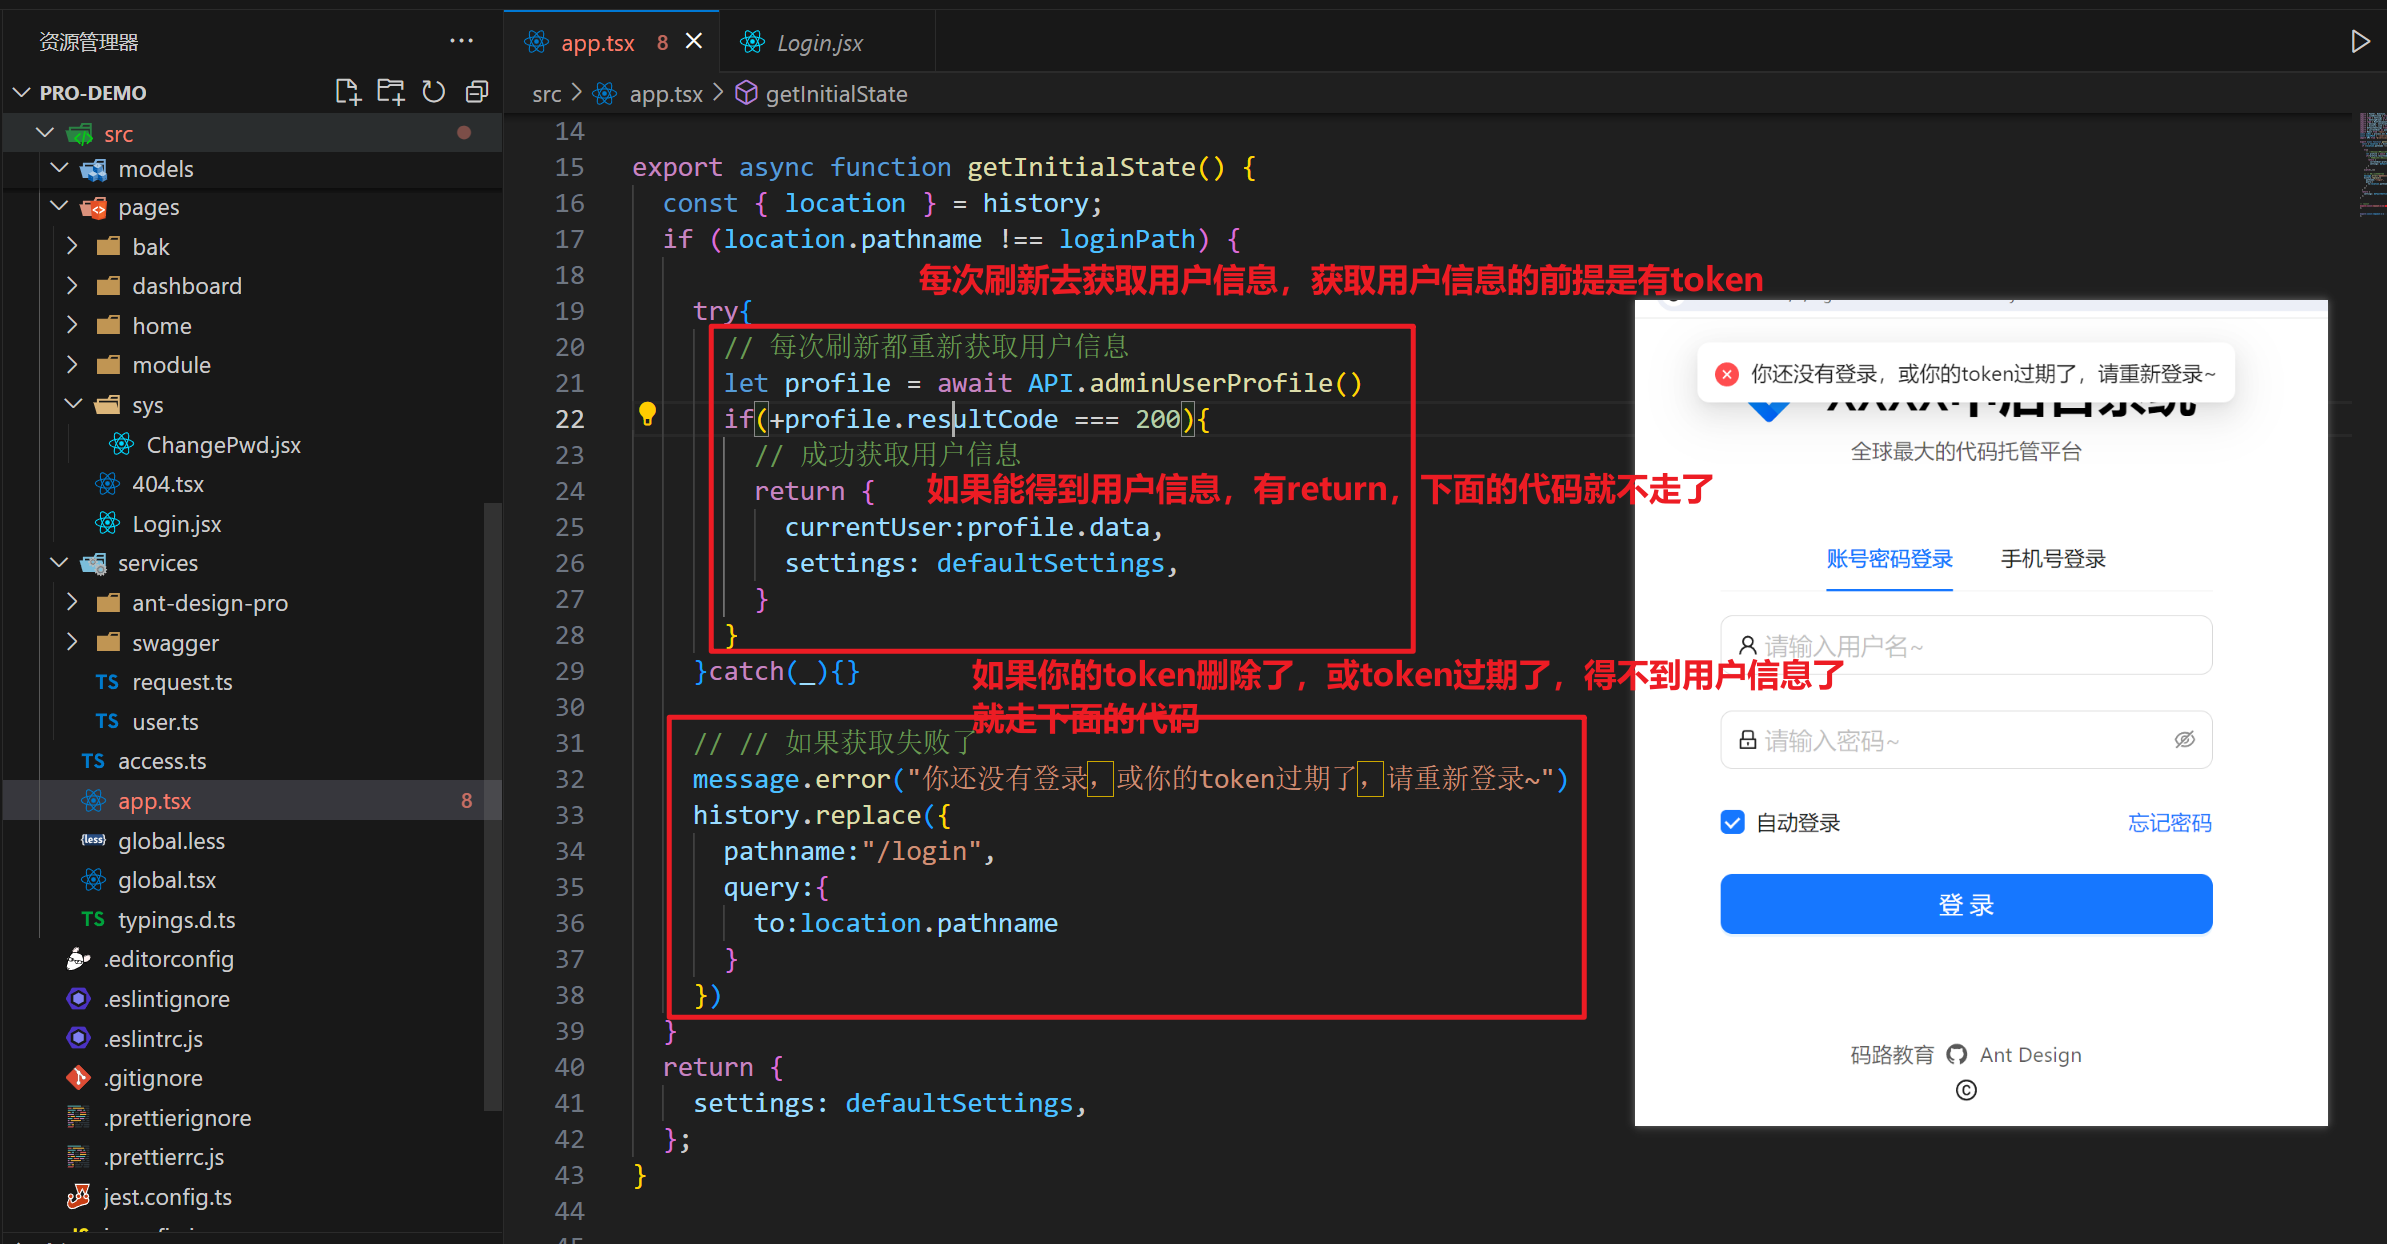 资源管理器
PRO-DEMO
src
models
pages
bak
dashboard
home
module
sys
ChangePwd.jsx
404.tsx
Login.jsx
services
ant-design-pro
swagger
TS request.ts
TS user.ts
TS access.ts
app.tsx 8
{less} global.less
global.tsx
TS typings.d.ts
.editorconfig
.eslintignore
.eslintrc.js
.gitignore
.prettierignore
.prettierrc.js
jest.config.ts
app.tsx 8
Login.jsx
src > app.tsx > getInitialState
14
15 export async function getInitialState() {
16 const { location } = history;
17 if (location.pathname !== loginPath) {
18
每次刷新去获取用户信息，获取用户信息的前提是有token
19 try{
20 // 每次刷新都重新获取用户信息
21 let profile = await API.adminUserProfile()
22 if(+profile.resultCode === 200){
23 // 成功获取用户信息
24 return {
如果能得到用户信息，有return，下面的代码就不走了
25 currentUser:profile.data,
26 settings: defaultSettings,
27 }
28 }
29 }catch(_){}
如果你的token删除了，或token过期了，得不到用户信息了
就走下面的代码
30
31 // // 如果获取失败了
32 message.error("你还没有登录，或你的token过期了，请重新登录~")
33 history.replace({
34 pathname:"/login",
35 query:{
36 to:location.pathname
37 }
38 })
39 }
40 return {
41 settings: defaultSettings,
42 };
43 }
44
你还没有登录，或你的token过期了，请重新登录~
全球最大的代码托管平台
账号密码登录 手机号登录
请输入用户名~
请输入密码~
自动登录 忘记密码
登 录
码路教育 Ant Design
©